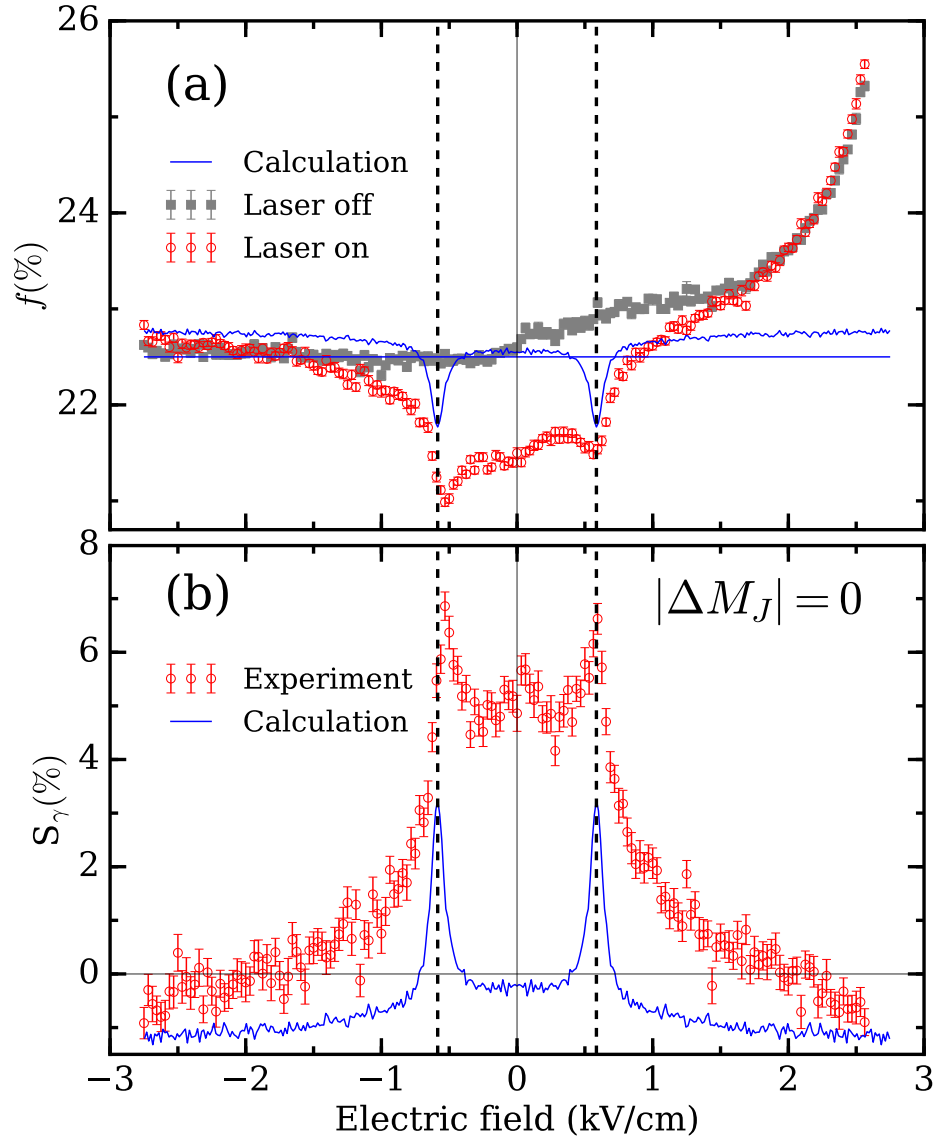 26
(a)
Calculation
Laser off
Laser on
24
f(%)
22
8
(b)
|ΔM_J| = 0
6
Experiment
Calculation
4
S_γ(%)
2
0
−3 −2 −1 0 1 2 3
Electric field (kV/cm)